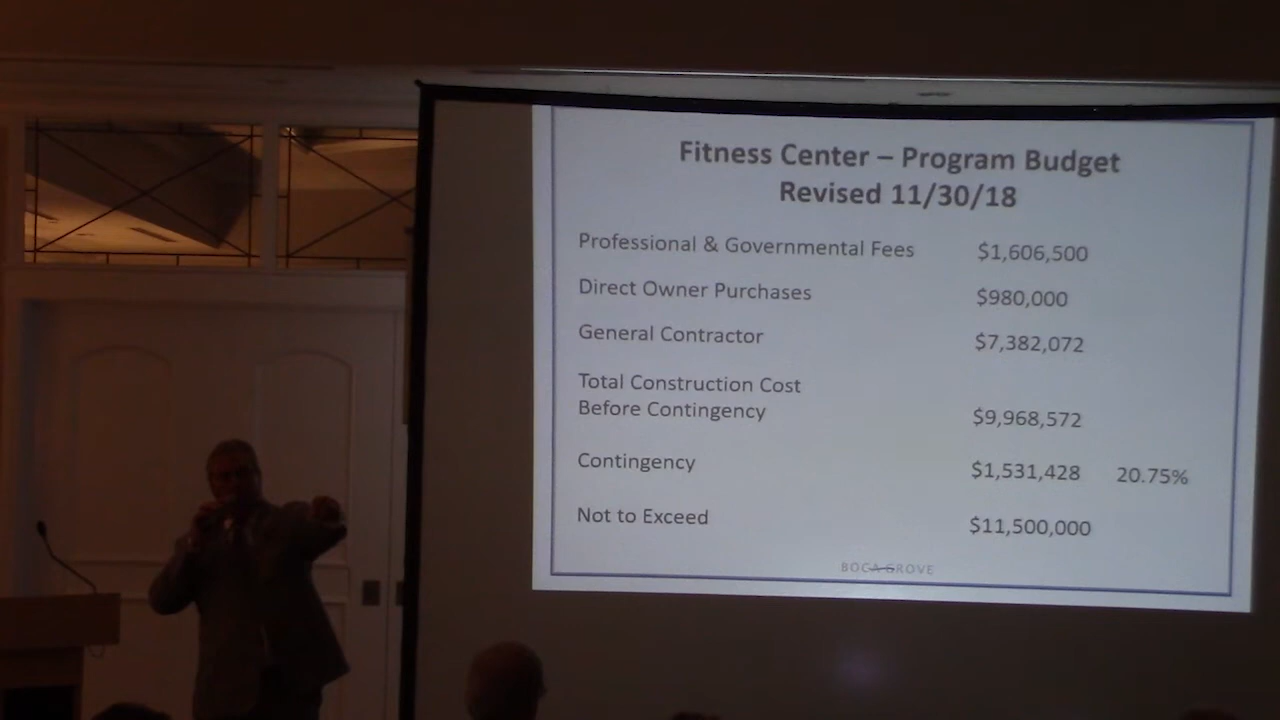 Fitness Center – Program Budget
Revised 11/30/18
Professional & Governmental Fees $1,606,500
Direct Owner Purchases $980,000
General Contractor $7,382,072
Total Construction Cost
Before Contingency $9,968,572
Contingency $1,531,428 20.75%
Not to Exceed $11,500,000
BOCA GROVE